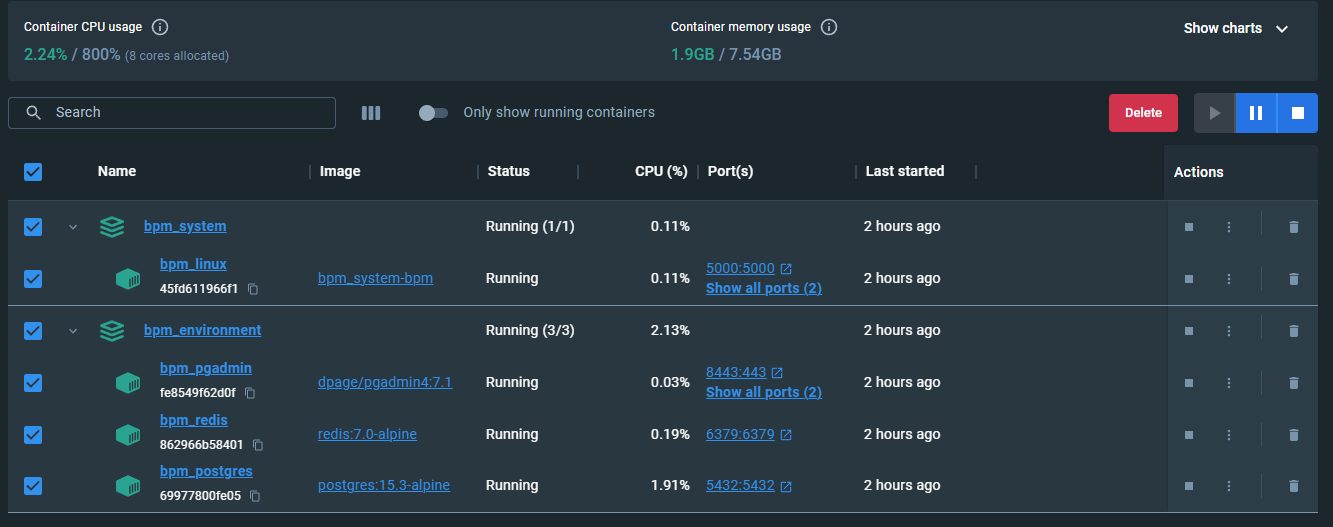 Container CPU usage
2.24% / 800% (8 cores allocated)
Container memory usage
1.9GB / 7.54GB
Show charts
Search
Only show running containers
Delete
Name Image Status CPU (%) Port(s) Last started Actions
bpm_system Running (1/1) 0.11% 2 hours ago
bpm_linux
45fd611966f1
bpm_system-bpm Running 0.11%
5000:5000
Show all ports (2)
2 hours ago
bpm_environment Running (3/3) 2.13% 2 hours ago
bpm_pgadmin
fe8549f62d0f
dpage/pgadmin4:7.1 Running 0.03%
8443:443
Show all ports (2)
2 hours ago
bpm_redis
862966b58401
redis:7.0-alpine Running 0.19% 6379:6379 2 hours ago
bpm_postgres
69977800fe05
postgres:15.3-alpine Running 1.91% 5432:5432 2 hours ago